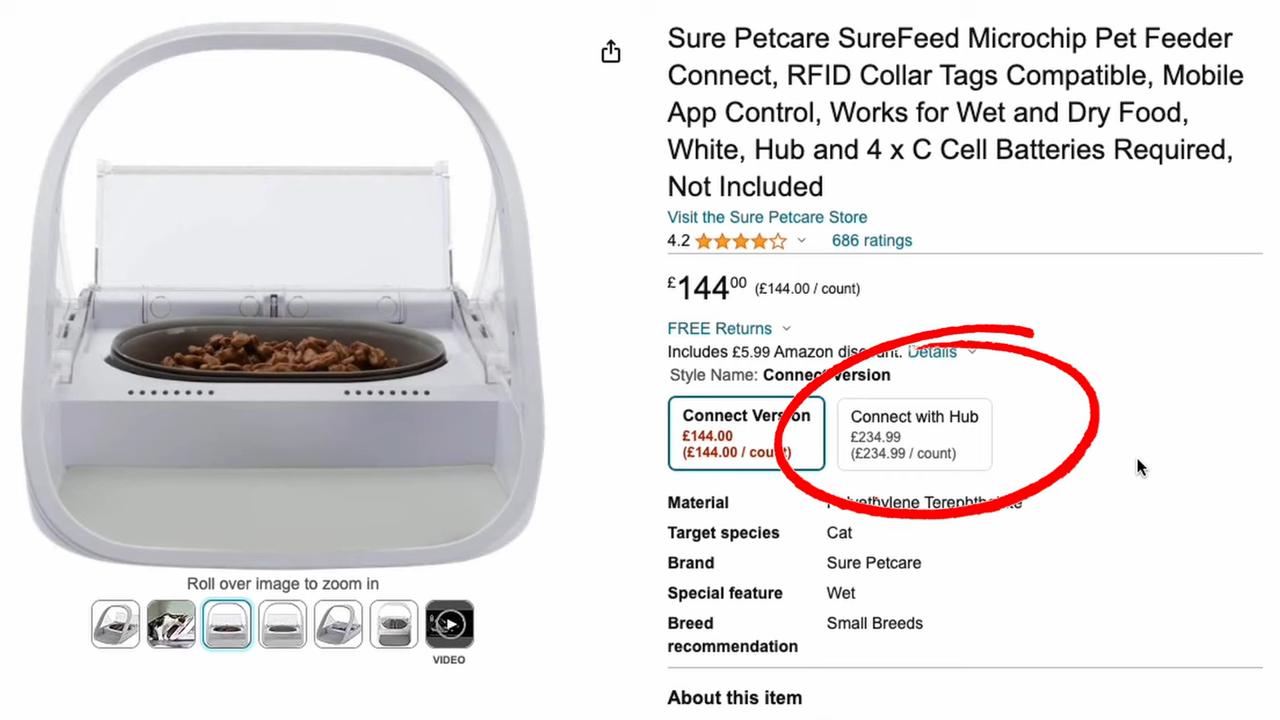 Sure Petcare SureFeed Microchip Pet Feeder
Connect, RFID Collar Tags Compatible, Mobile
App Control, Works for Wet and Dry Food,
White, Hub and 4 x C Cell Batteries Required,
Not Included
Visit the Sure Petcare Store
4.2
686 ratings
£144⁰⁰ (£144.00 / count)
FREE Returns
Includes £5.99 Amazon discount. Details
Style Name: Connect Version
Connect Version
£144.00
(£144.00 / count)
Connect with Hub
£234.99
(£234.99 / count)
Material Polyethylene Terephthalate
Target species Cat
Brand Sure Petcare
Special feature Wet
Breed recommendation Small Breeds
About this item
Roll over image to zoom in
VIDEO